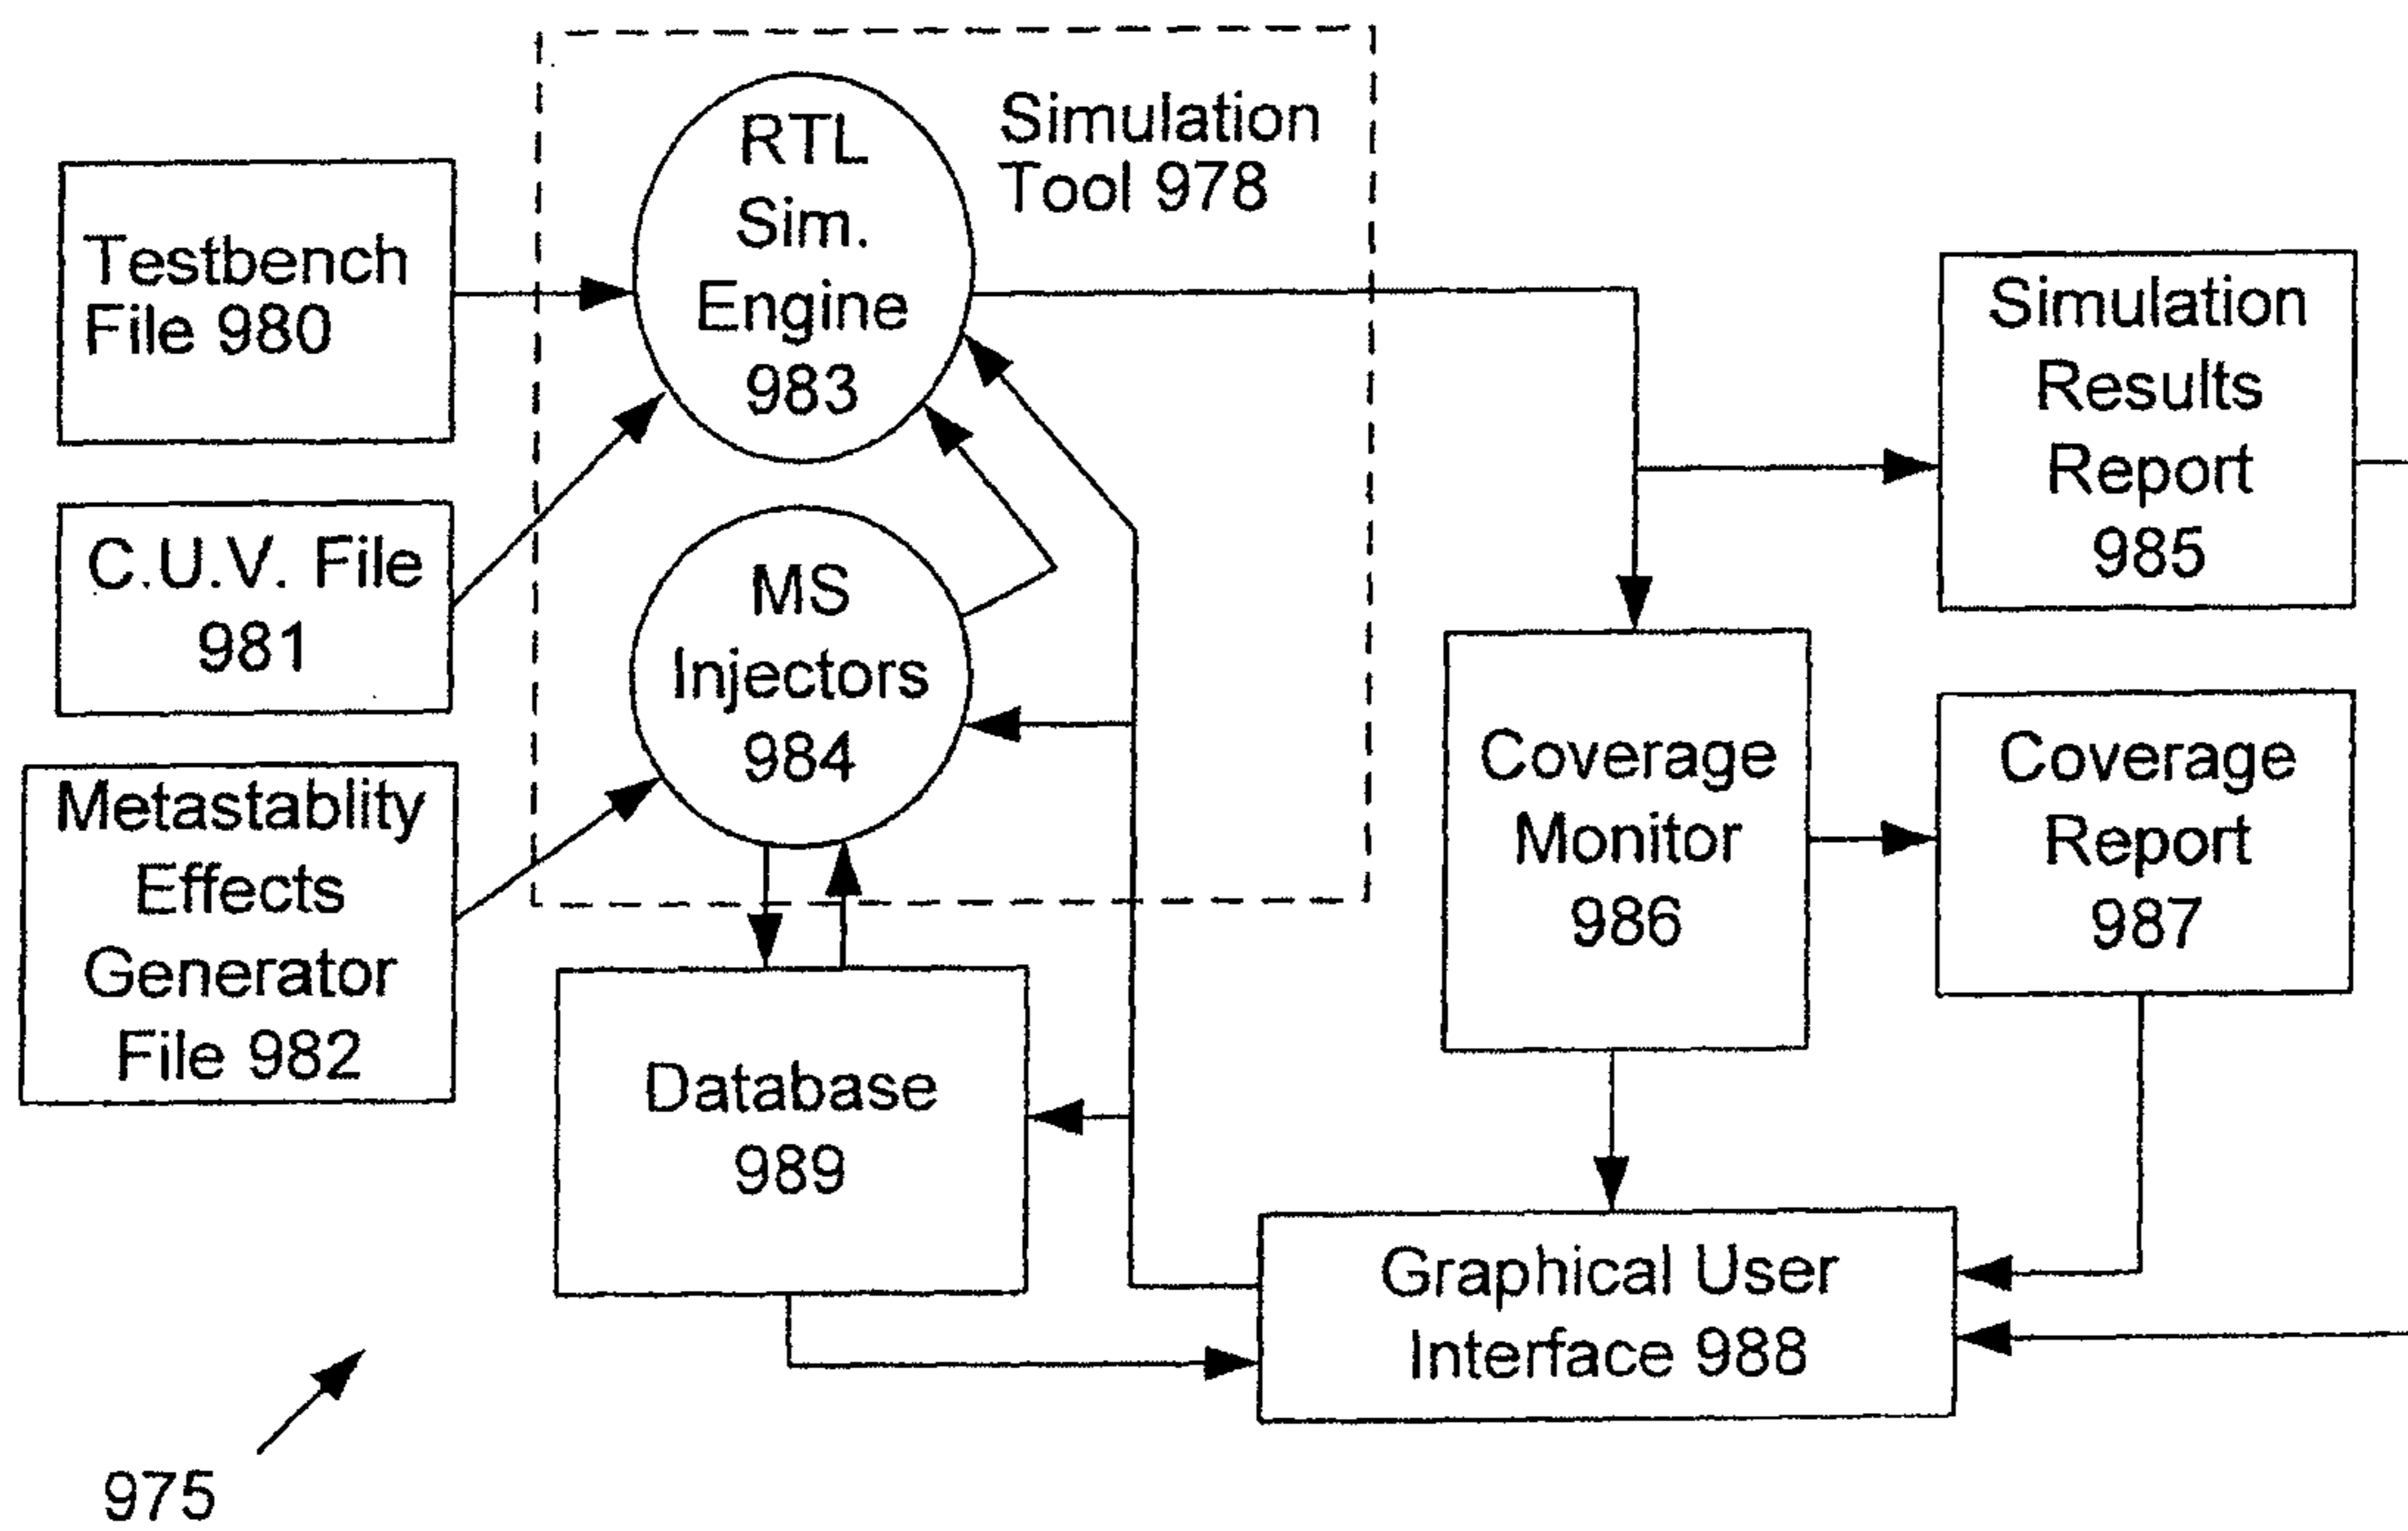 RTL
Sim.
Engine
983
Simulation
Tool 978
Testbench
File 980
Simulation
Results
Report
985
C.U.V. File
981
MS
Injectors
984
Metastablity
Effects
Generator
File 982
Coverage
Monitor
986
Coverage
Report
987
Database
989
Graphical User
Interface 988
975